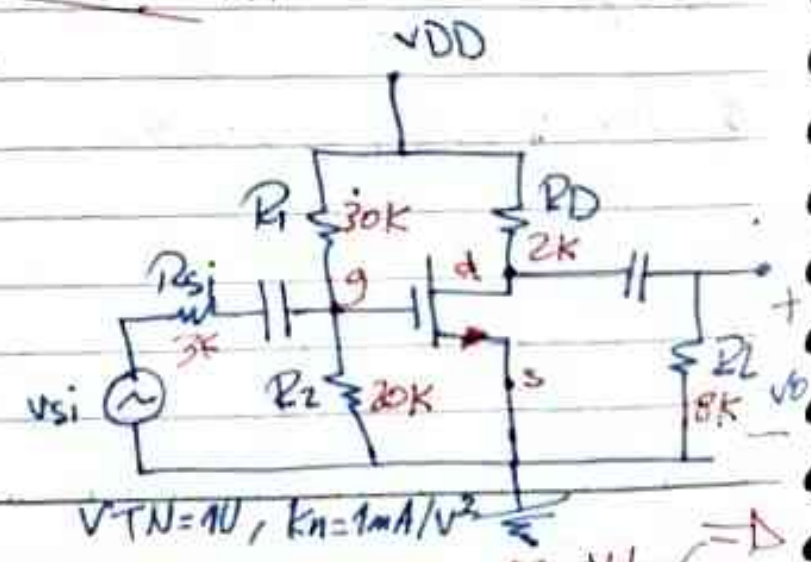 VDD
R1 30K
RD
2K
Rsi
3K
g
d
s
R2 20K
RL
8K
vsi
+
vo
-
VTN=1V, kn=1mA/V²